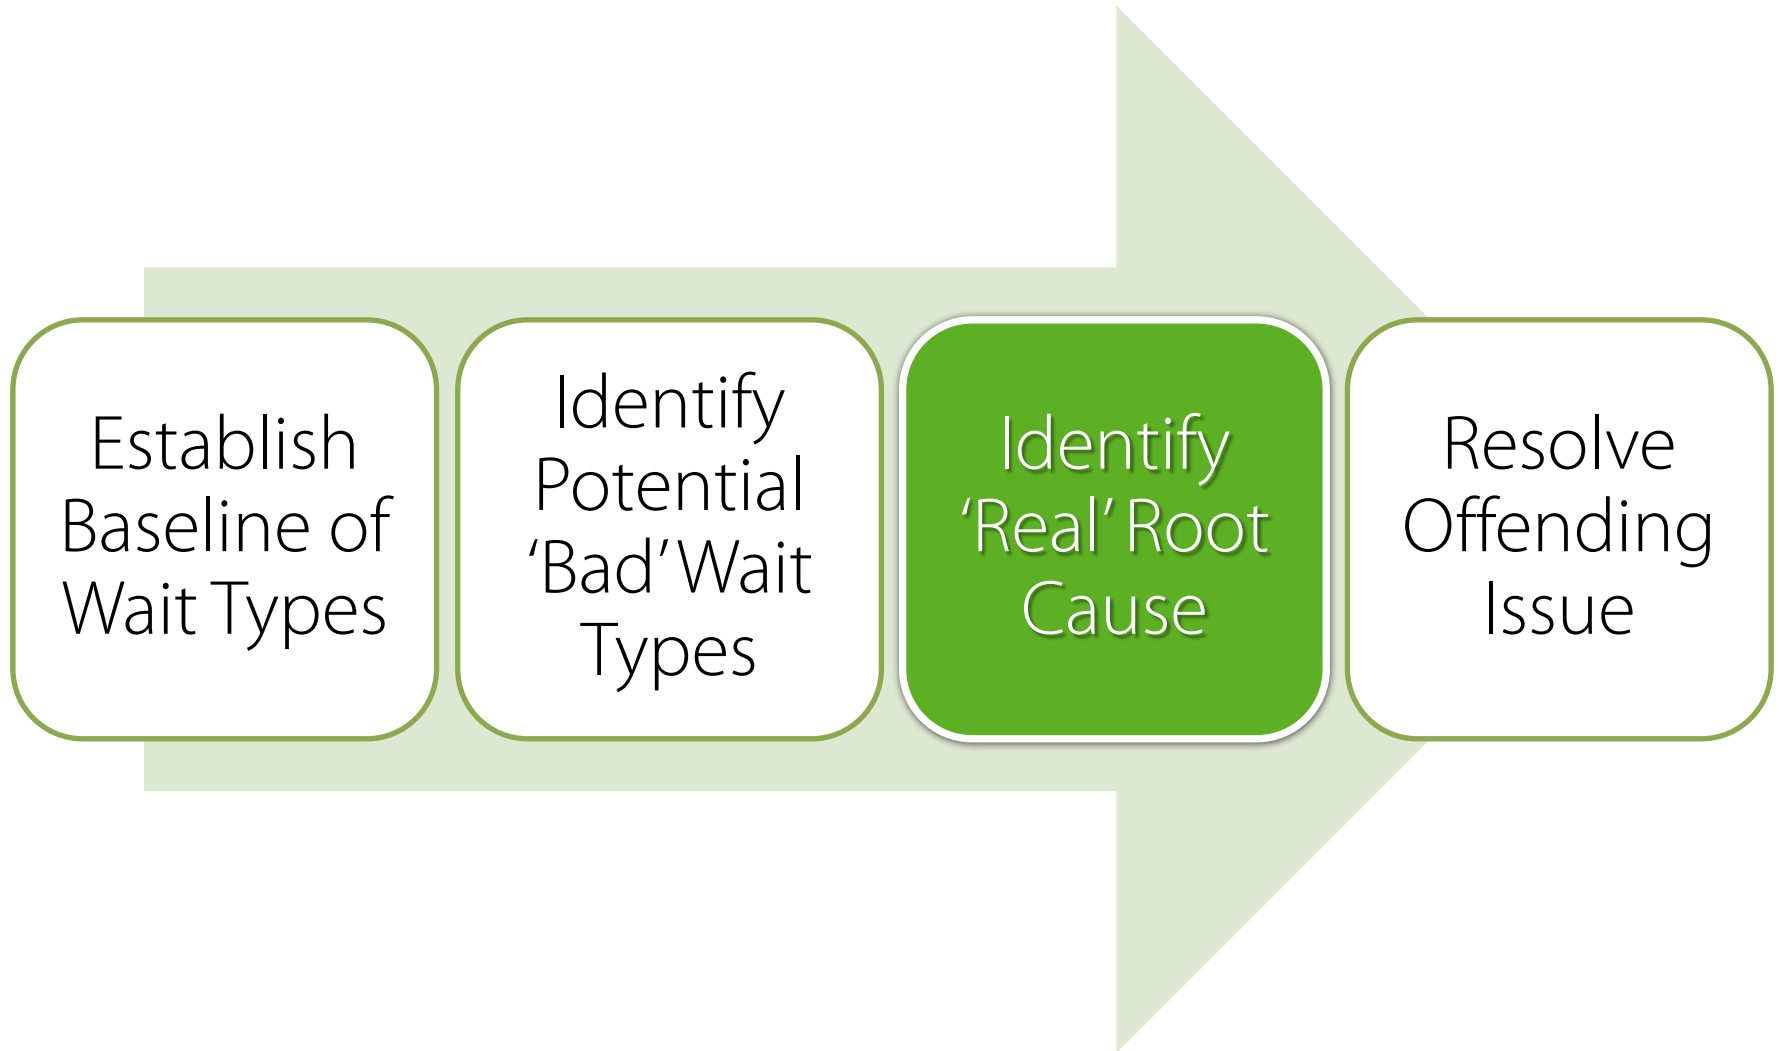 Establish
Baseline of
Wait Types
Identify
Potential
‘Bad’ Wait
Types
Identify
‘Real’ Root
Cause
Resolve
Offending
Issue